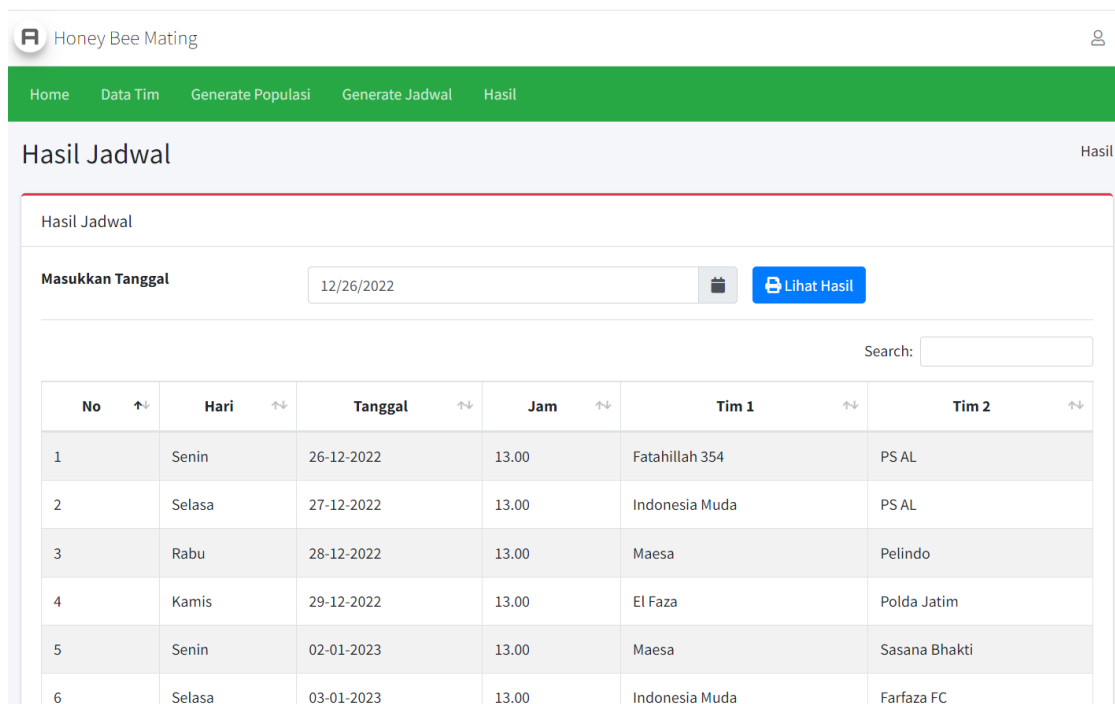 Honey Bee Mating
Home Data Tim Generate Populasi Generate Jadwal Hasil
Hasil Jadwal Hasil
Hasil Jadwal
Masukkan Tanggal 12/26/2022 Lihat Hasil
Search:
No Hari Tanggal Jam Tim 1 Tim 2
1 Senin 26-12-2022 13.00 Fatahillah 354 PS AL
2 Selasa 27-12-2022 13.00 Indonesia Muda PS AL
3 Rabu 28-12-2022 13.00 Maesa Pelindo
4 Kamis 29-12-2022 13.00 El Faza Polda Jatim
5 Senin 02-01-2023 13.00 Maesa Sasana Bhakti
6 Selasa 03-01-2023 13.00 Indonesia Muda Farfaza FC